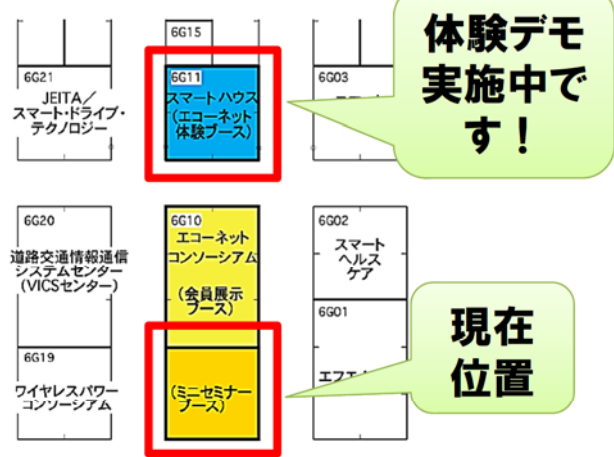 6G15
体験デモ
実施中で
す！
6G21
JEITA／
スマート・ドライブ・
テクノロジー
6G11
スマートハウス
(エコーネット
体験ブース)
6G03
6G20
道路交通情報通信
システムセンター
(VICSセンター)
6G10
エコーネット
コンソーシアム
(会員展示
ブース)
6G02
スマート
ヘルス
ケア
6G01
6G19
ワイヤレスパワー
コンソーシアム
(ミニセミナー
ブース)
現在
位置